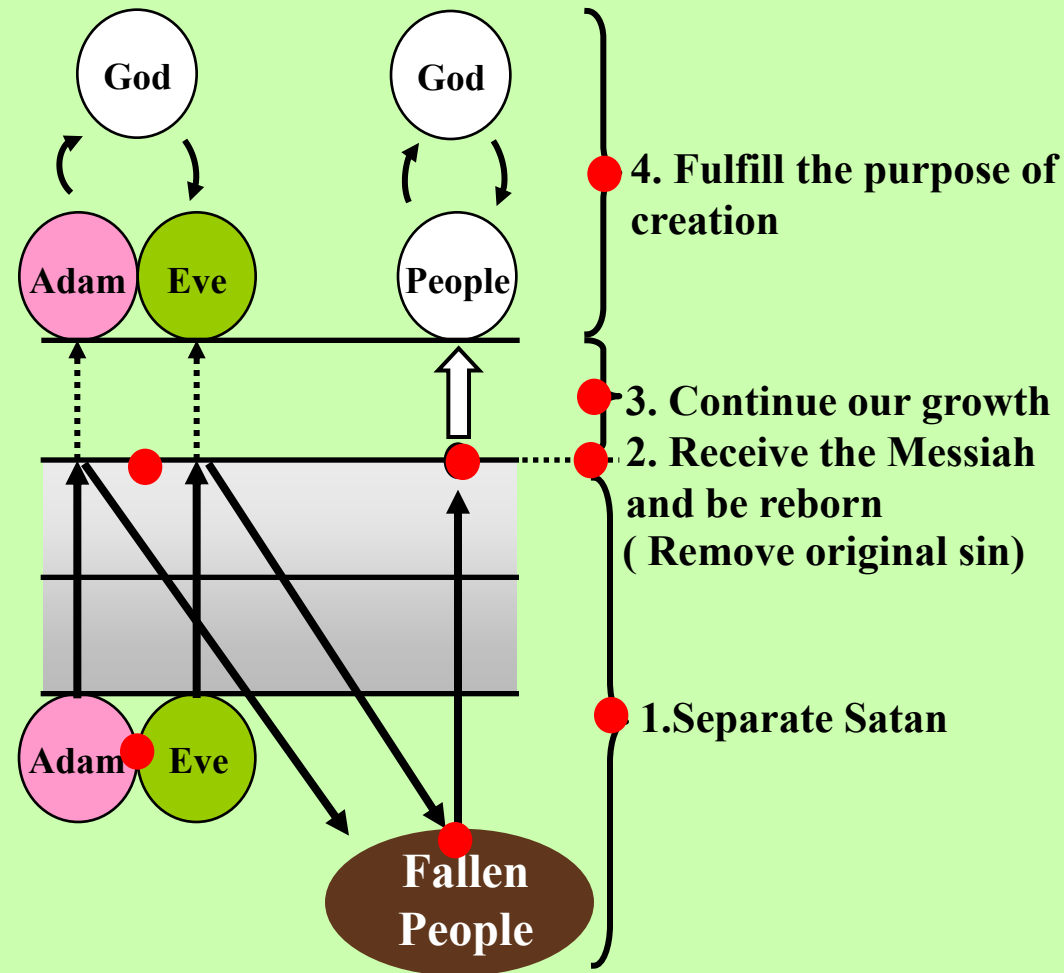 God
God
4. Fulfill the purpose of
creation
Adam
Eve
People
3. Continue our growth
2. Receive the Messiah
and be reborn
( Remove original sin)
1.Separate Satan
Adam
Eve
Fallen
People